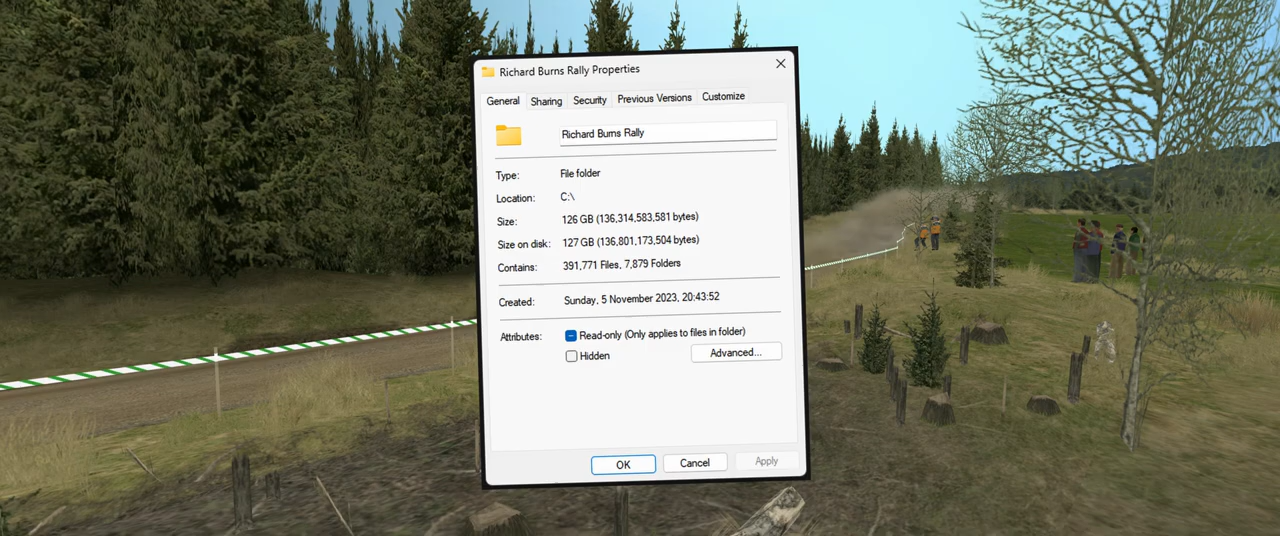 Richard Burns Rally Properties
General Sharing Security Previous Versions Customize
Richard Burns Rally
Type: File folder
Location: C:\
Size: 126 GB (136,314,583,581 bytes)
Size on disk: 127 GB (136,801,173,504 bytes)
Contains: 391,771 Files, 7,879 Folders
Created: Sunday, 5 November 2023, 20:43:52
Attributes: Read-only (Only applies to files in folder)
Hidden Advanced...
OK Cancel Apply